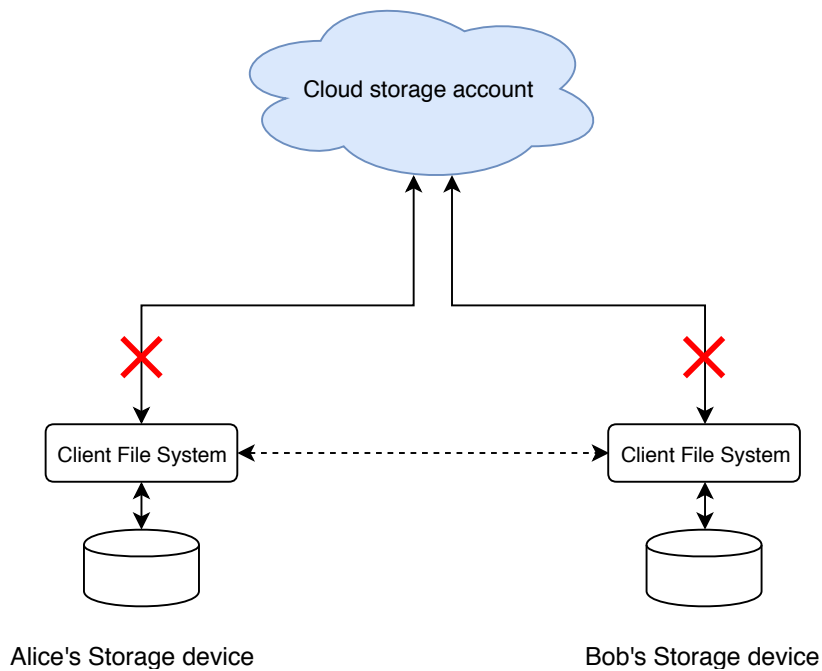 Cloud storage account
Client File System
Client File System
Alice's Storage device
Bob's Storage device